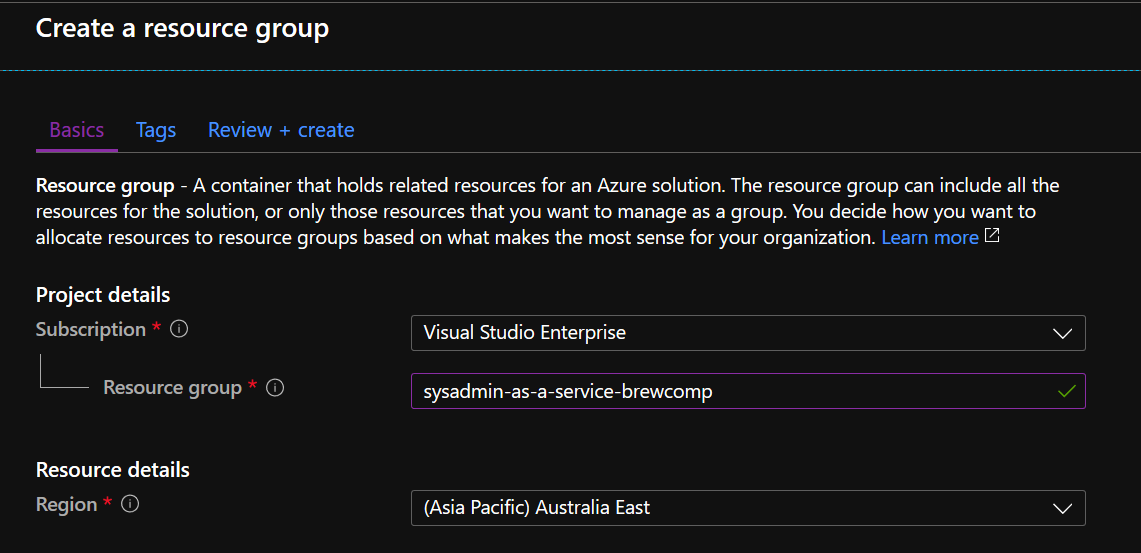 Create a resource group
Basics Tags Review + create
Resource group - A container that holds related resources for an Azure solution. The resource group can include all the
resources for the solution, or only those resources that you want to manage as a group. You decide how you want to
allocate resources to resource groups based on what makes the most sense for your organization. Learn more
Project details
Subscription * Visual Studio Enterprise
Resource group * sysadmin-as-a-service-brewcomp
Resource details
Region * (Asia Pacific) Australia East